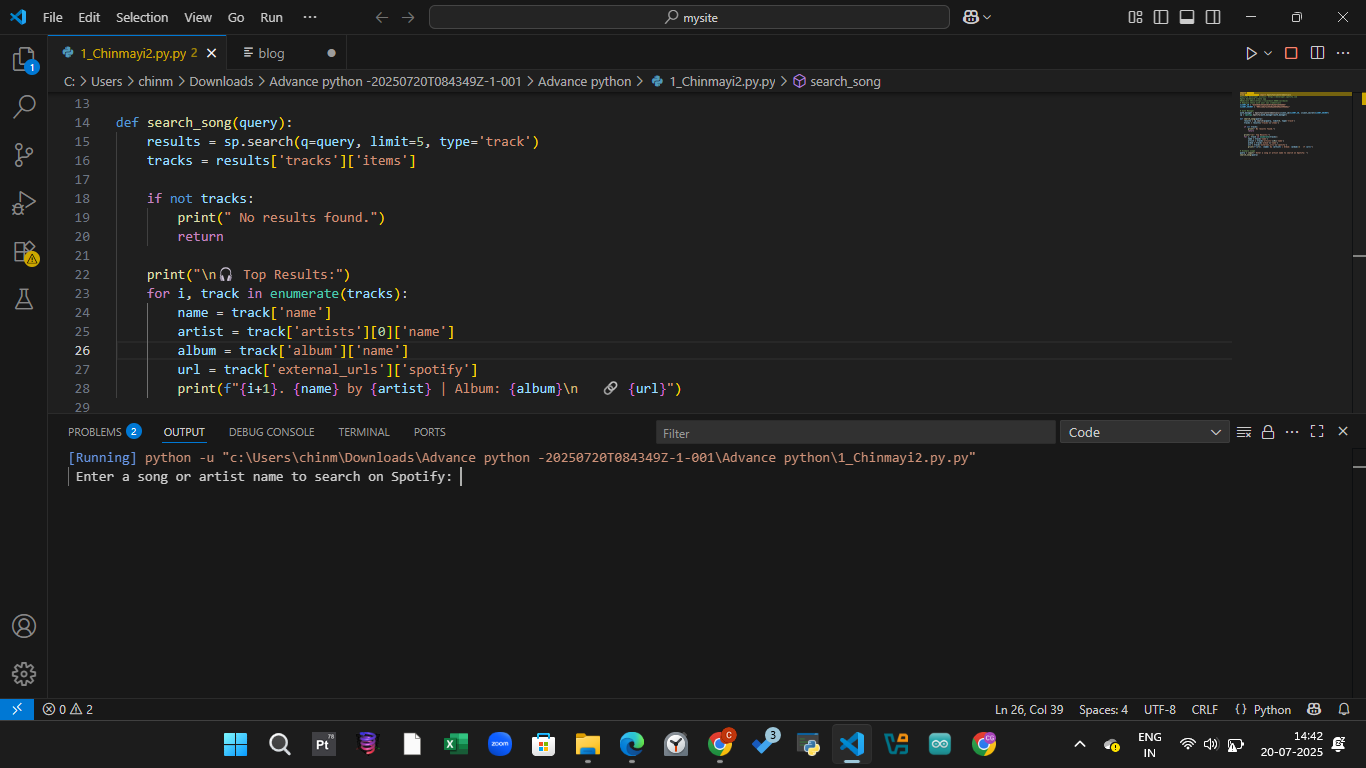 File Edit Selection View Go Run ··· mysite
1_Chinmayi2.py.py 2 blog
C: > Users > chinm > Downloads > Advance python -20250720T084349Z-1-001 > Advance python > 1_Chinmayi2.py.py > search_song
13
14 def search_song(query):
15 results = sp.search(q=query, limit=5, type='track')
16 tracks = results['tracks']['items']
17
18 if not tracks:
19 print(" No results found.")
20 return
21
22 print("\n🎧 Top Results:")
23 for i, track in enumerate(tracks):
24 name = track['name']
25 artist = track['artists'][0]['name']
26 album = track['album']['name']
27 url = track['external_urls']['spotify']
28 print(f"{i+1}. {name} by {artist} | Album: {album}\n   🔗 {url}")
29
PROBLEMS 2 OUTPUT DEBUG CONSOLE TERMINAL PORTS Filter Code
[Running] python -u "c:\Users\chinm\Downloads\Advance python -20250720T084349Z-1-001\Advance python\1_Chinmayi2.py.py"
Enter a song or artist name to search on Spotify:
1
0 2 Ln 26, Col 39 Spaces: 4 UTF-8 CRLF {} Python
Pt 78 zoom C 3 CG ENG 14:42
IN 20-07-2025